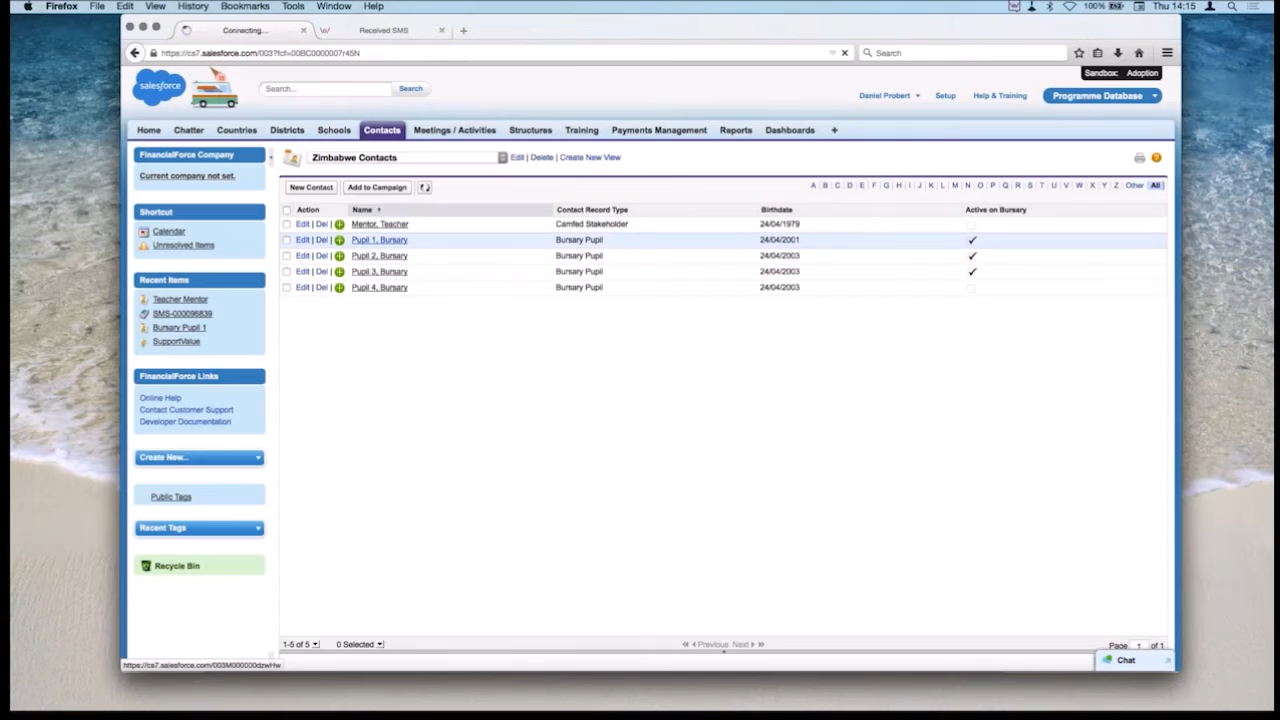 Firefox File Edit View History Bookmarks Tools Window Help 100% Thu 14:15
Connecting... Received SMS
https://cs7.salesforce.com/003?fcf=00BC0000007r45N Search
Sandbox: Adoption
salesforce Search... Search
Daniel Probert Setup Help & Training Programme Database
Home Chatter Countries Districts Schools Contacts Meetings / Activities Structures Training Payments Management Reports Dashboards +
FinancialForce Company
Current company not set.
Shortcut
Calendar
Unresolved Items
Recent Items
Teacher Mentor
SMS-000096839
Bursary Pupil 1
SupportValue
FinancialForce Links
Online Help
Contact Customer Support
Developer Documentation
Create New...
Public Tags
Recent Tags
Recycle Bin
Zimbabwe Contacts Edit | Delete | Create New View
New Contact Add to Campaign A B C D E F G H I J K L M N O P Q R S T U V W X Y Z Other All
Action Name Contact Record Type Birthdate Active on Bursary
Edit | Del Mentor, Teacher Camfed Stakeholder 24/04/1979
Edit | Del Pupil 1, Bursary Bursary Pupil 24/04/2001 ✓
Edit | Del Pupil 2, Bursary Bursary Pupil 24/04/2003 ✓
Edit | Del Pupil 3, Bursary Bursary Pupil 24/04/2003 ✓
Edit | Del Pupil 4, Bursary Bursary Pupil 24/04/2003
1-5 of 5 0 Selected Previous Next Page 1 of 1
Chat